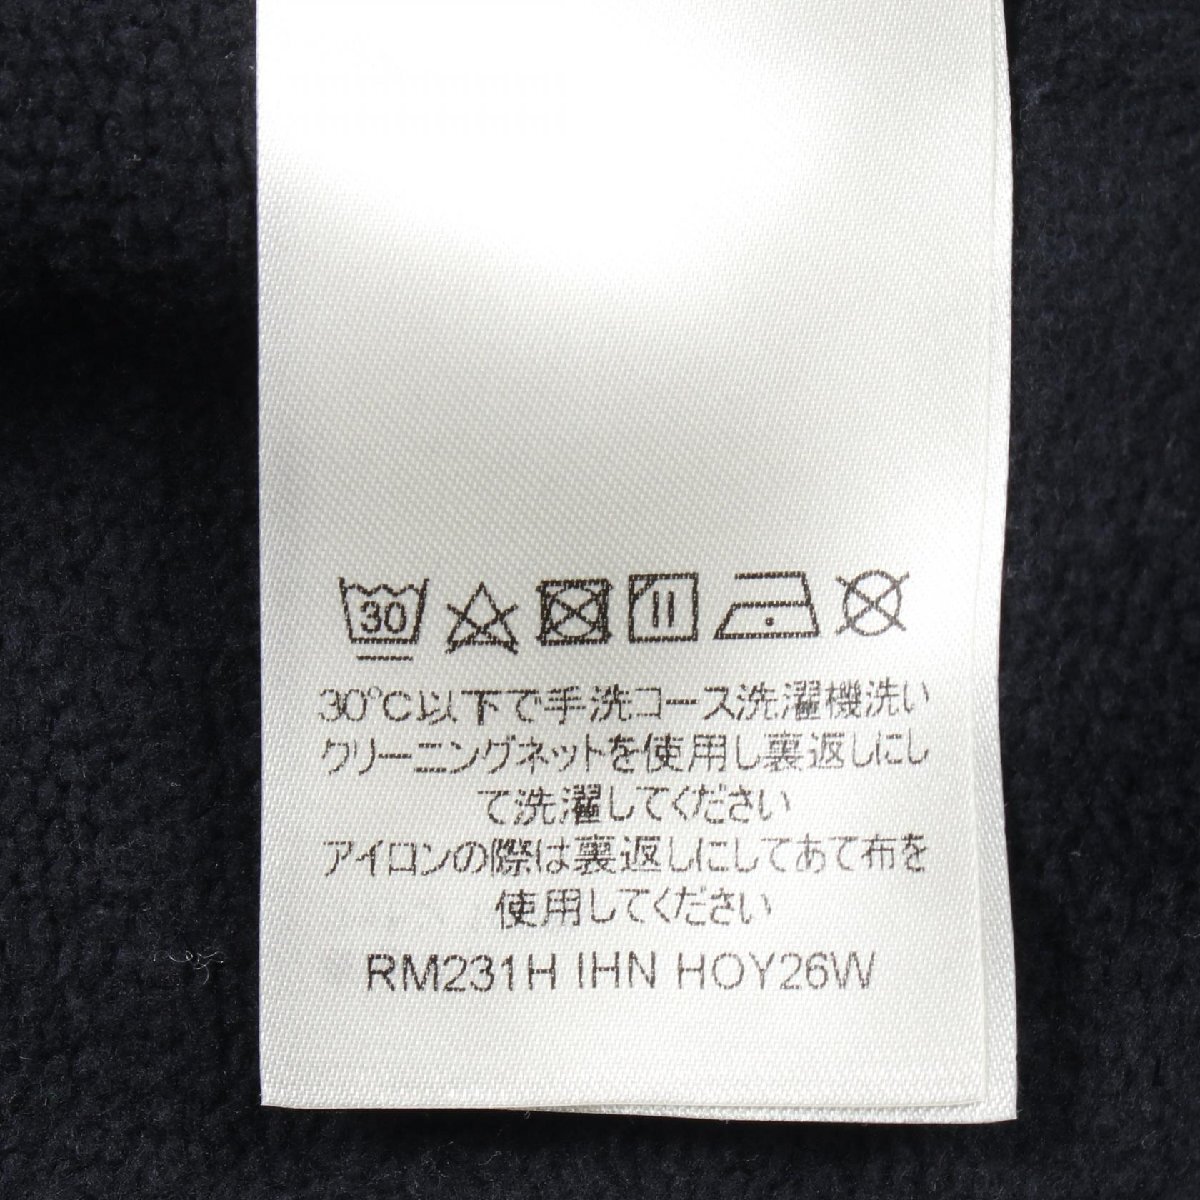 30
30℃以下で手洗コース洗濯機洗い
クリーニングネットを使用し裏返しにし
て洗濯してください
アイロンの際は裏返しにしてあて布を
使用してください
RM231H IHN HOY26W